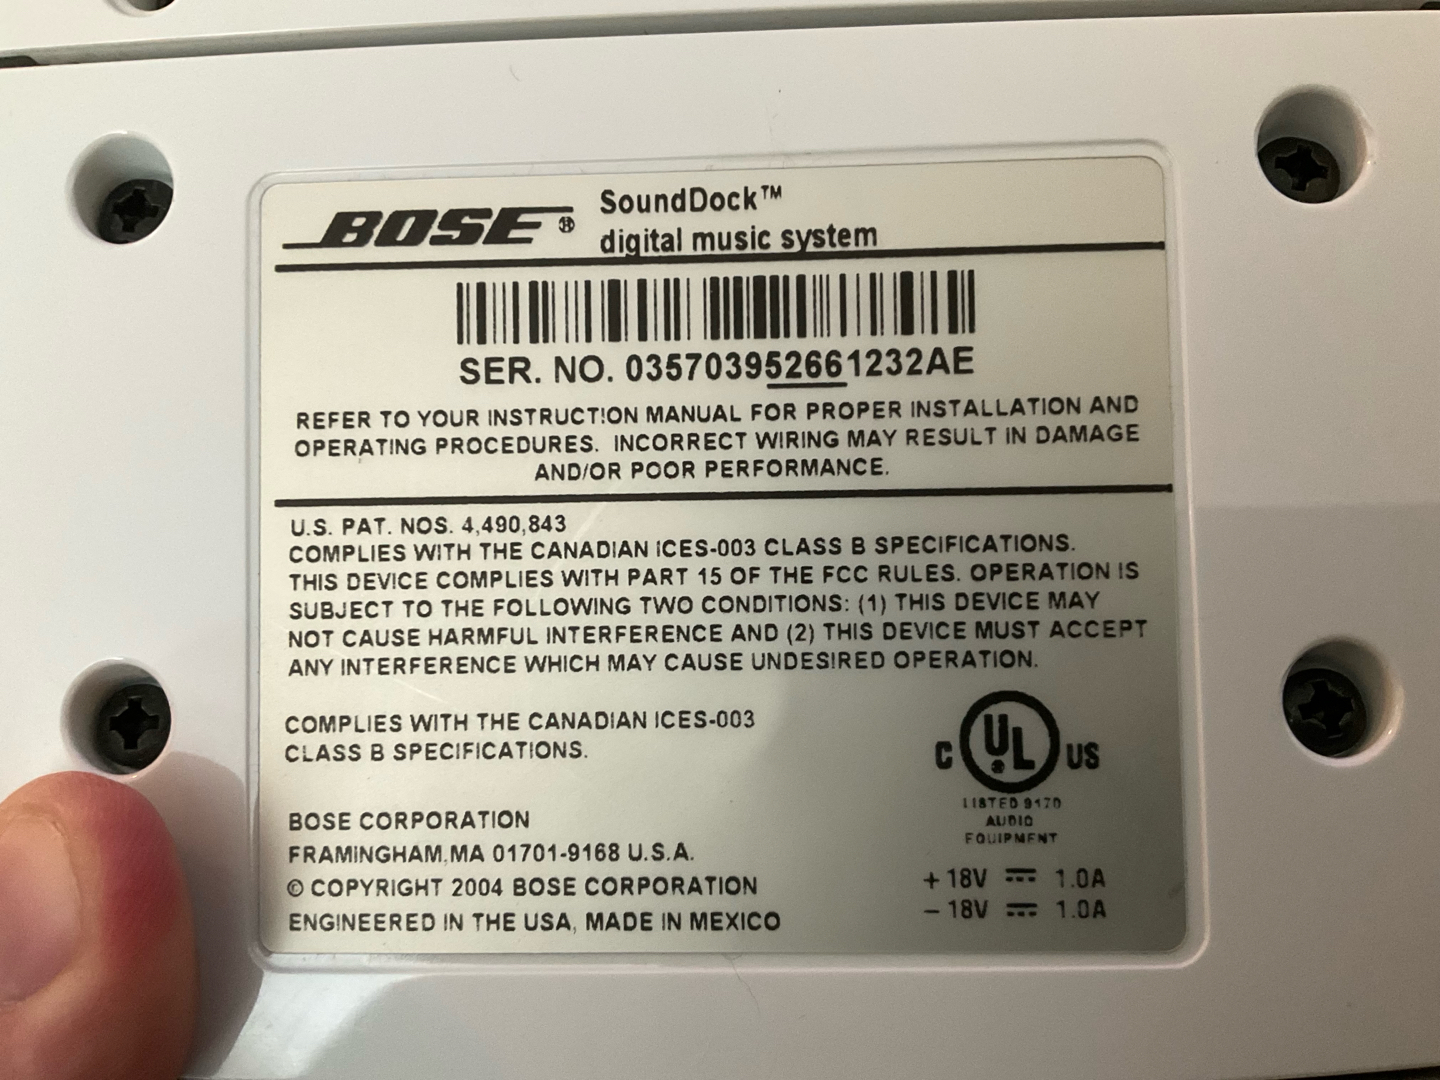 BOSE®
SoundDock™
digital music system
SER. NO. 035703952661232AE
REFER TO YOUR INSTRUCTION MANUAL FOR PROPER INSTALLATION AND
OPERATING PROCEDURES. INCORRECT WIRING MAY RESULT IN DAMAGE
AND/OR POOR PERFORMANCE.
U.S. PAT. NOS. 4,490,843
COMPLIES WITH THE CANADIAN ICES-003 CLASS B SPECIFICATIONS.
THIS DEVICE COMPLIES WITH PART 15 OF THE FCC RULES. OPERATION IS
SUBJECT TO THE FOLLOWING TWO CONDITIONS: (1) THIS DEVICE MAY
NOT CAUSE HARMFUL INTERFERENCE AND (2) THIS DEVICE MUST ACCEPT
ANY INTERFERENCE WHICH MAY CAUSE UNDESIRED OPERATION.
COMPLIES WITH THE CANADIAN ICES-003
CLASS B SPECIFICATIONS.
C UL® US
LISTED 9170
AUDIO
EQUIPMENT
BOSE CORPORATION
FRAMINGHAM, MA 01701-9168 U.S.A.
© COPYRIGHT 2004 BOSE CORPORATION
ENGINEERED IN THE USA, MADE IN MEXICO
+ 18V ⎓ 1.0A
− 18V ⎓ 1.0A